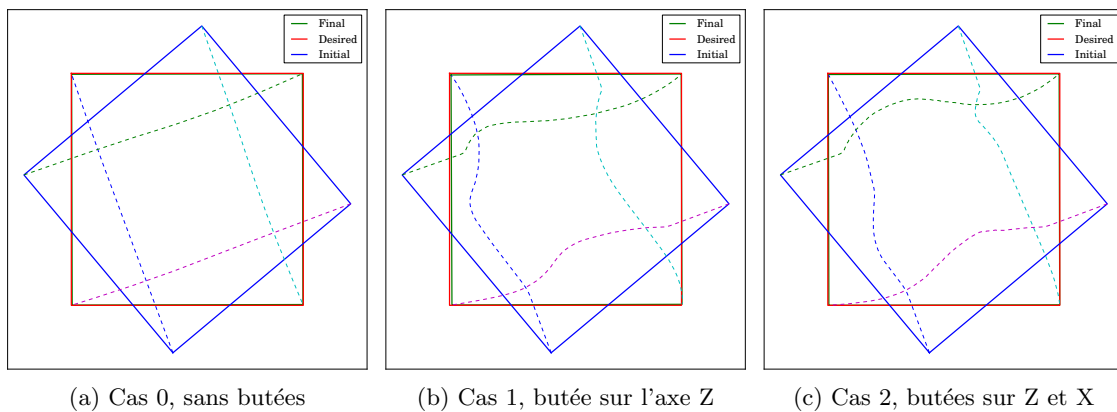 Final
Desired
Initial
Final
Desired
Initial
Final
Desired
Initial
(a) Cas 0, sans butées
(b) Cas 1, butée sur l'axe Z
(c) Cas 2, butées sur Z et X